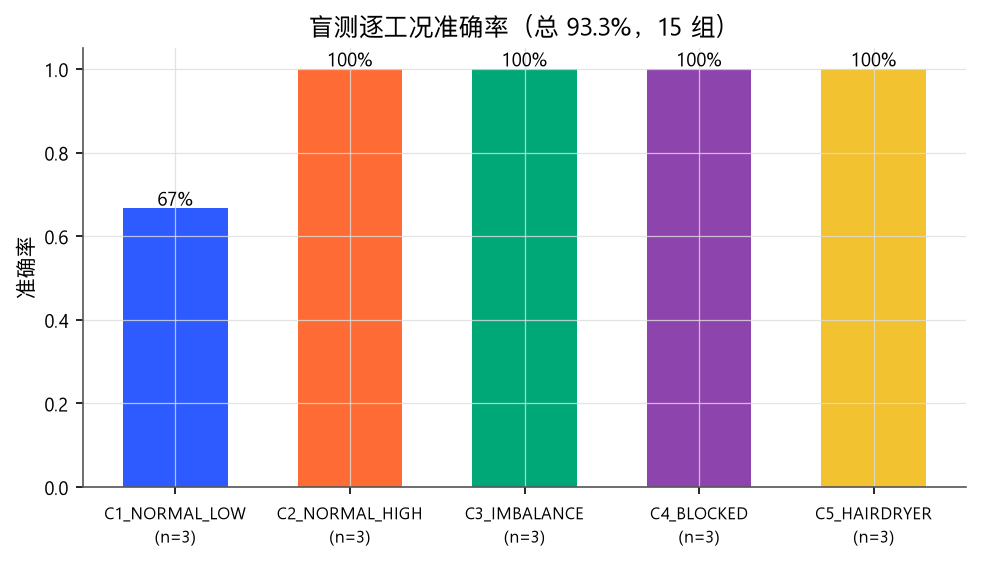 盲测逐工况准确率（总 93.3%，15 组）
准确率
1.0
0.8
0.6
0.4
0.2
0.0
67%
100%
100%
100%
100%
C1_NORMAL_LOW
(n=3)
C2_NORMAL_HIGH
(n=3)
C3_IMBALANCE
(n=3)
C4_BLOCKED
(n=3)
C5_HAIRDRYER
(n=3)